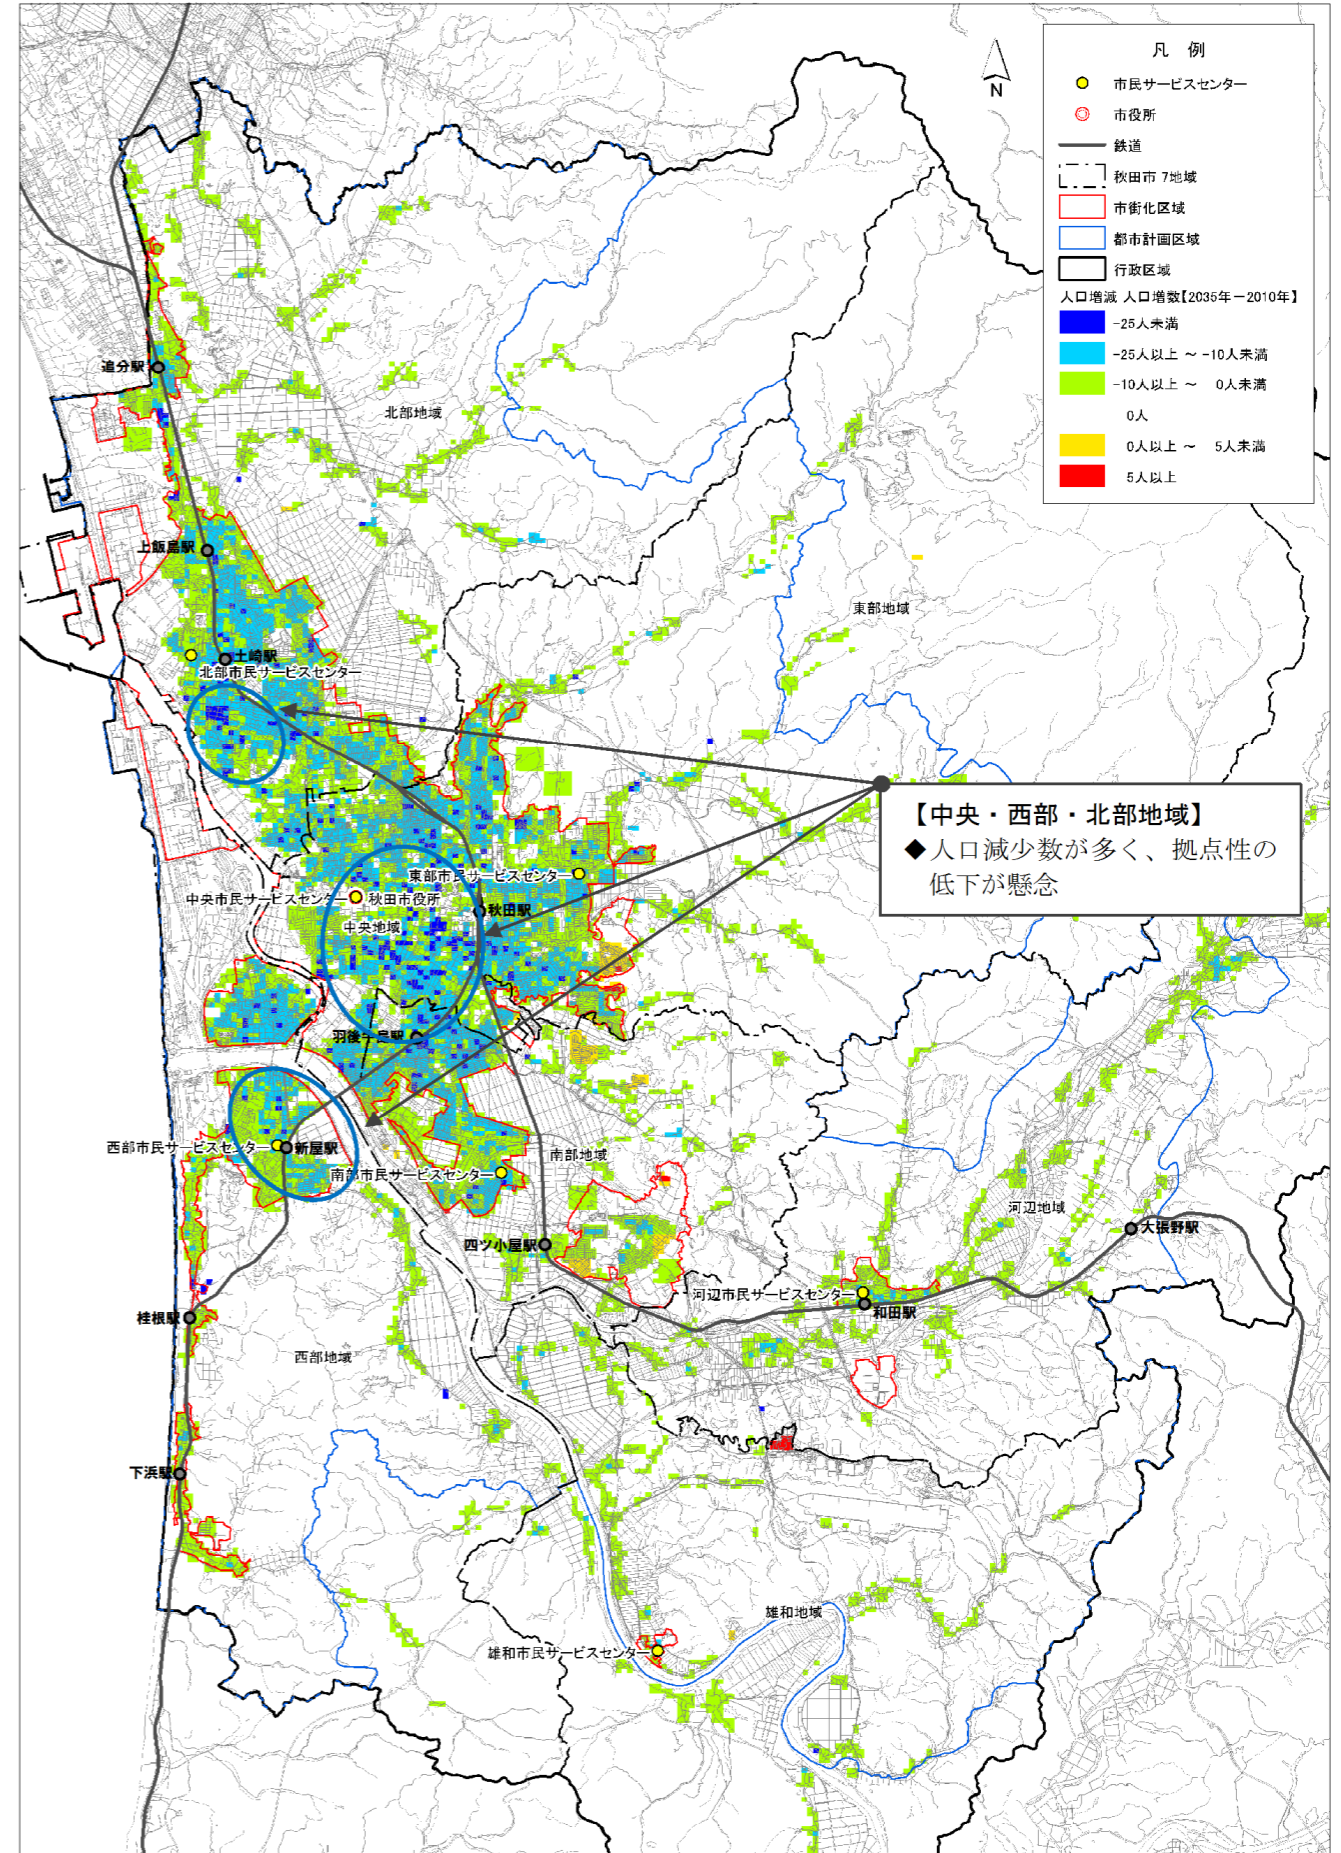 凡 例
市民サービスセンター
市役所
鉄道
秋田市 7地域
市街化区域
都市計画区域
行政区域
人口増減 人口増数【2035年－2010年】
-25人未満
-25人以上 ～ -10人未満
-10人以上 ～ 0人未満
0人
0人以上 ～ 5人未満
5人以上
N
追分駅
北部地域
上飯島駅
東部地域
土崎駅
北部市民サービスセンター
【中央・西部・北部地域】
◆人口減少数が多く、拠点性の
低下が懸念
東部市民サービスセンター
中央市民サービスセンター
秋田市役所
秋田駅
中央地域
羽後牛島駅
西部市民サービスセンター
新屋駅
南部市民サービスセンター
南部地域
河辺地域
大張野駅
四ツ小屋駅
河辺市民サービスセンター
和田駅
桂根駅
西部地域
下浜駅
雄和地域
雄和市民サービスセンター